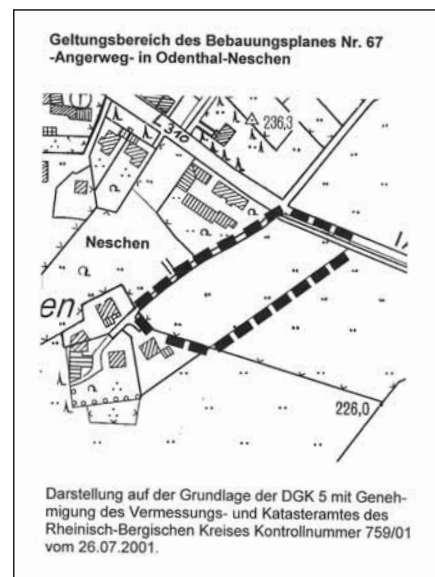 Geltungsbereich des Bebauungsplanes Nr. 67
-Angerweg- in Odenthal-Neschen
310
236,3
Neschen
en
226,0
Darstellung auf der Grundlage der DGK 5 mit Geneh-
migung des Vermessungs- und Katasteramtes des
Rheinisch-Bergischen Kreises Kontrollnummer 759/01
vom 26.07.2001.